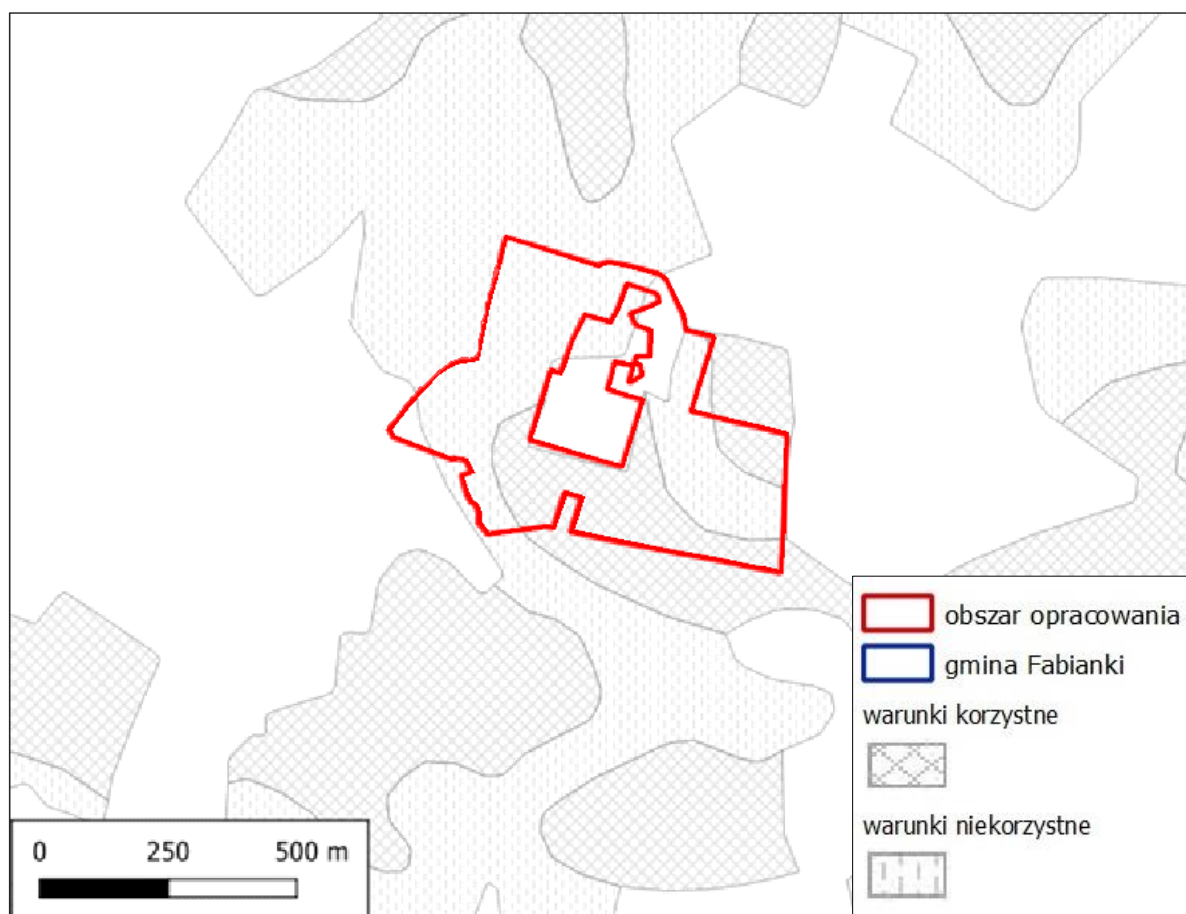 obszar opracowania
gmina Fabianki
warunki korzystne
warunki niekorzystne
0 250 500 m